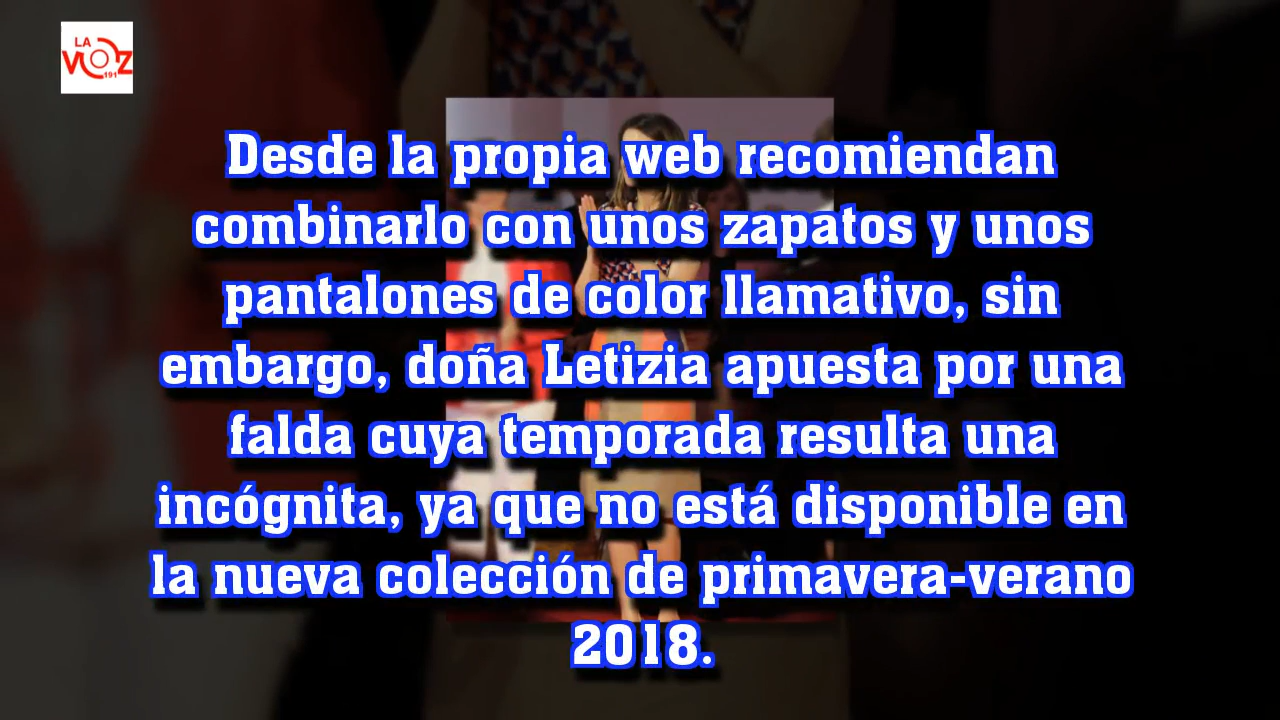 LA
VOZ
191
Desde la propia web recomiendan
combinarlo con unos zapatos y unos
pantalones de color llamativo, sin
embargo, doña Letizia apuesta por una
falda cuya temporada resulta una
incógnita, ya que no está disponible en
la nueva colección de primavera-verano
2018.